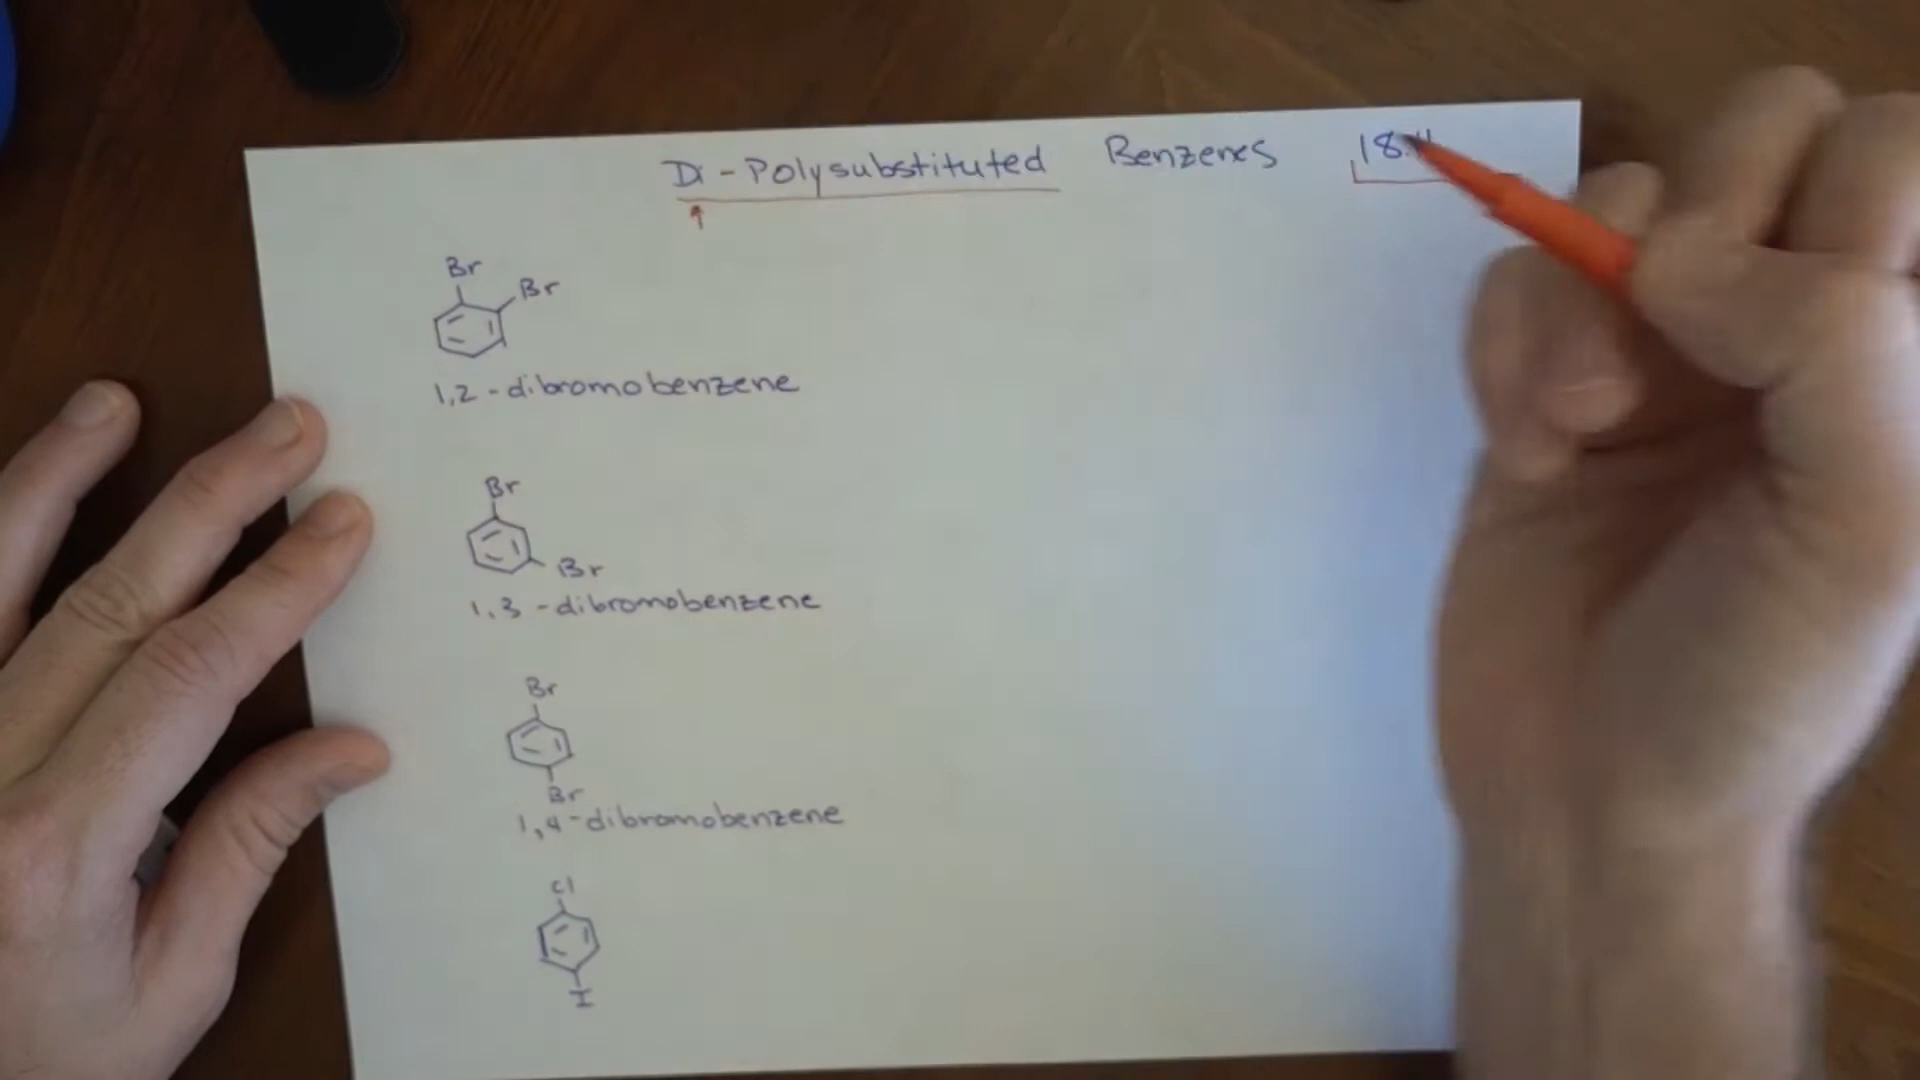 Di - Polysubstituted Benzenes
Br
Br
1,2 - dibromobenzene
Br
Br
1,3 - dibromobenzene
Br
Br
1,4 - dibromobenzene
Cl
I